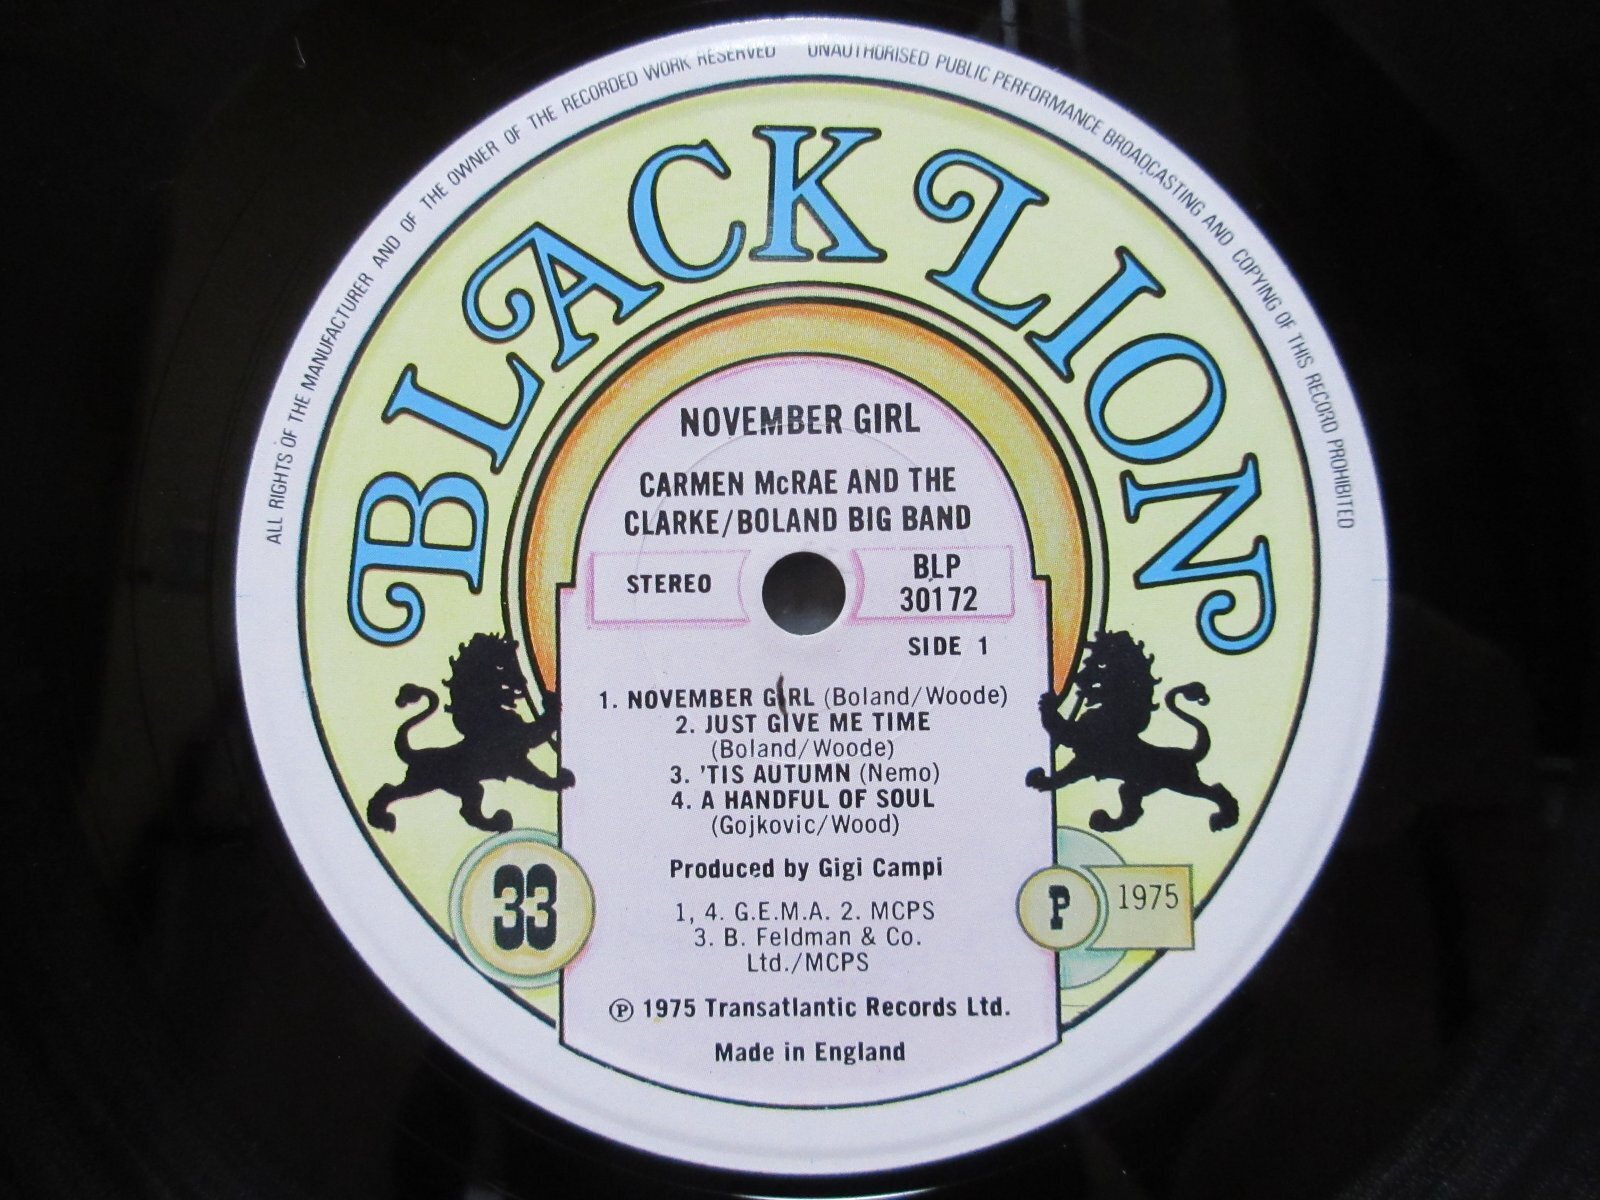 ALL RIGHTS OF THE MANUFACTURER AND OF THE OWNER OF THE RECORDED WORK RESERVED UNAUTHORISED PUBLIC PERFORMANCE BROADCASTING AND COPYING OF THIS RECORD PROHIBITED
BLACK LION
NOVEMBER GIRL
CARMEN McRAE AND THE
CLARKE/BOLAND BIG BAND
STEREO
BLP
30172
SIDE 1
1. NOVEMBER GIRL (Boland/Woode)
2. JUST GIVE ME TIME
(Boland/Woode)
3. 'TIS AUTUMN (Nemo)
4. A HANDFUL OF SOUL
(Gojkovic/Wood)
Produced by Gigi Campi
33
P 1975
1, 4. G.E.M.A. 2. MCPS
3. B. Feldman & Co.
Ltd./MCPS
℗ 1975 Transatlantic Records Ltd.
Made in England